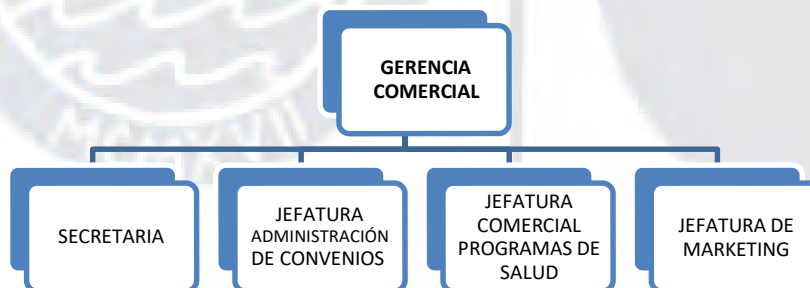 GERENCIA
COMERCIAL
SECRETARIA
JEFATURA
ADMINISTRACIÓN
DE CONVENIOS
JEFATURA
COMERCIAL
PROGRAMAS DE
SALUD
JEFATURA DE
MARKETING